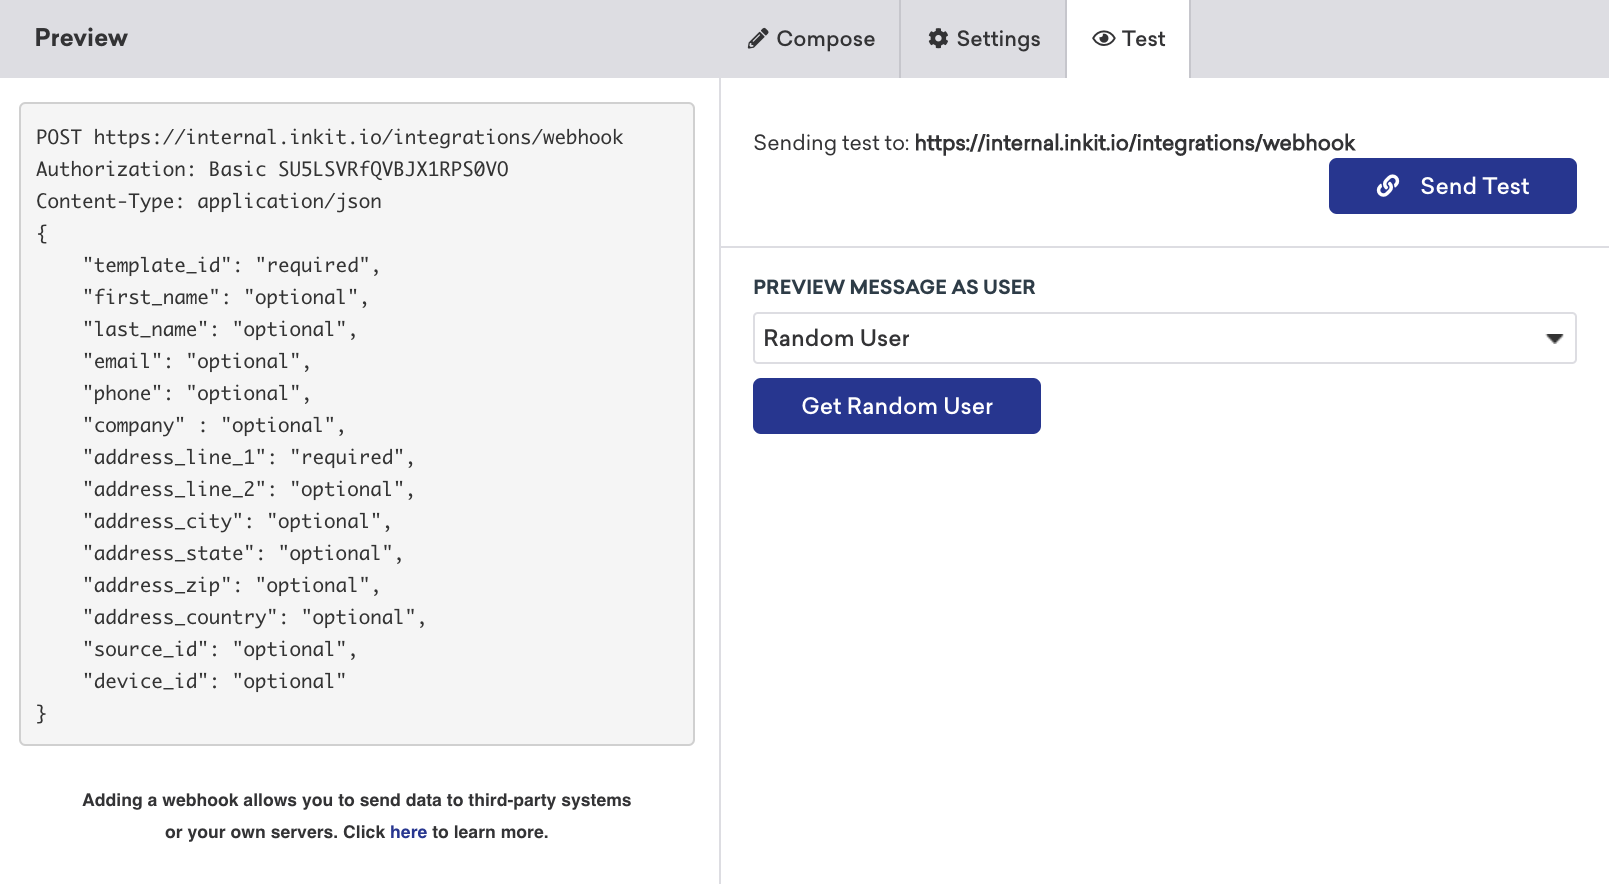 Preview
Compose
Settings
Test
POST https://internal.inkit.io/integrations/webhook
Authorization: Basic SU5LSVRfQVBJX1RPS0VO
Content-Type: application/json
{
"template_id": "required",
"first_name": "optional",
"last_name": "optional",
"email": "optional",
"phone": "optional",
"company" : "optional",
"address_line_1": "required",
"address_line_2": "optional",
"address_city": "optional",
"address_state": "optional",
"address_zip": "optional",
"address_country": "optional",
"source_id": "optional",
"device_id": "optional"
}
Adding a webhook allows you to send data to third-party systems
or your own servers. Click here to learn more.
Sending test to: https://internal.inkit.io/integrations/webhook
Send Test
PREVIEW MESSAGE AS USER
Random User
Get Random User